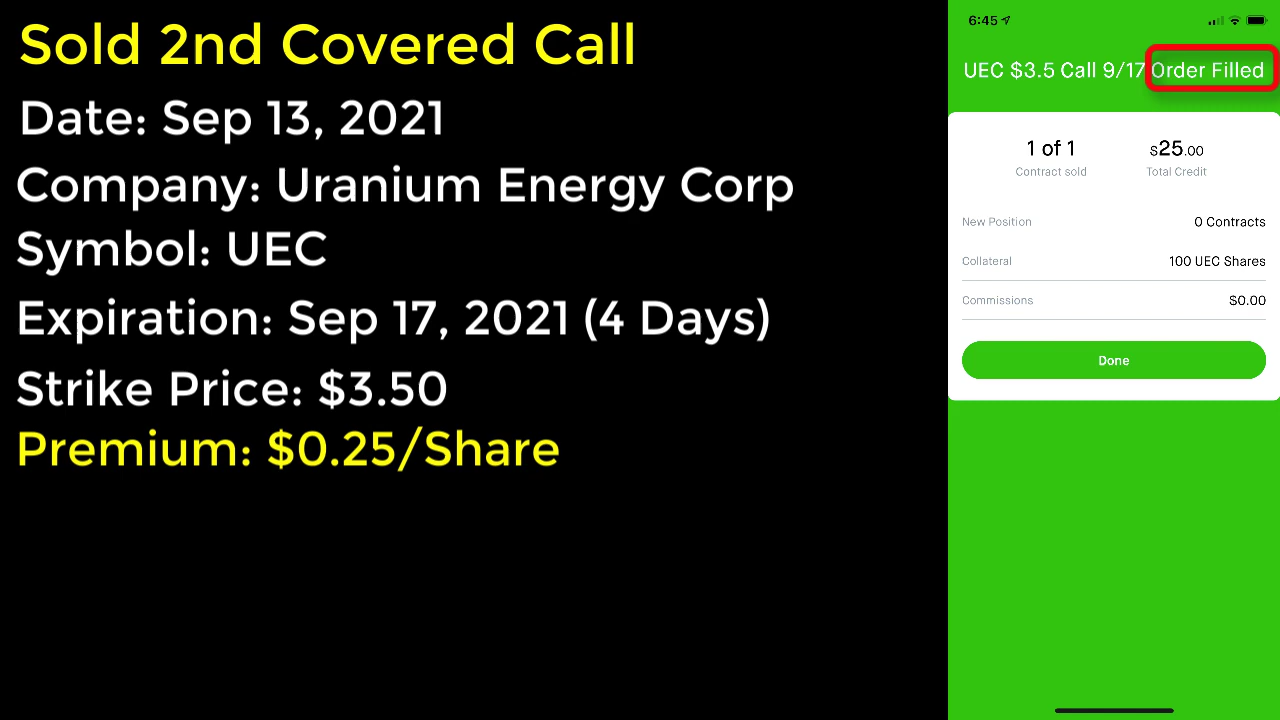 Sold 2nd Covered Call
Date: Sep 13, 2021
Company: Uranium Energy Corp
Symbol: UEC
Expiration: Sep 17, 2021 (4 Days)
Strike Price: $3.50
Premium: $0.25/Share
6:45
UEC $3.5 Call 9/17 Order Filled
1 of 1 $25.00
Contract sold Total Credit
New Position 0 Contracts
Collateral 100 UEC Shares
Commissions $0.00
Done